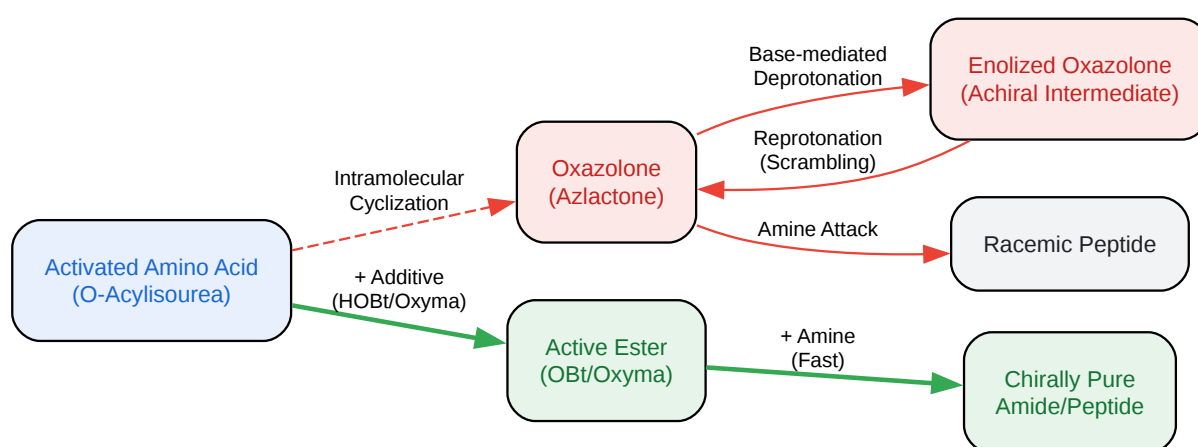 Base-mediated
Deprotonation
Enolized Oxazolone
(Achiral Intermediate)
Reprotonation
(Scrambling)
Oxazolone
(Azlactone)
Intramolecular
Cyclization
Amine Attack
Racemic Peptide
Activated Amino Acid
(O-Acylisourea)
+ Additive
(HOBt/Oxyma)
Active Ester
(OBt/Oxyma)
+ Amine
(Fast)
Chirally Pure
Amide/Peptide